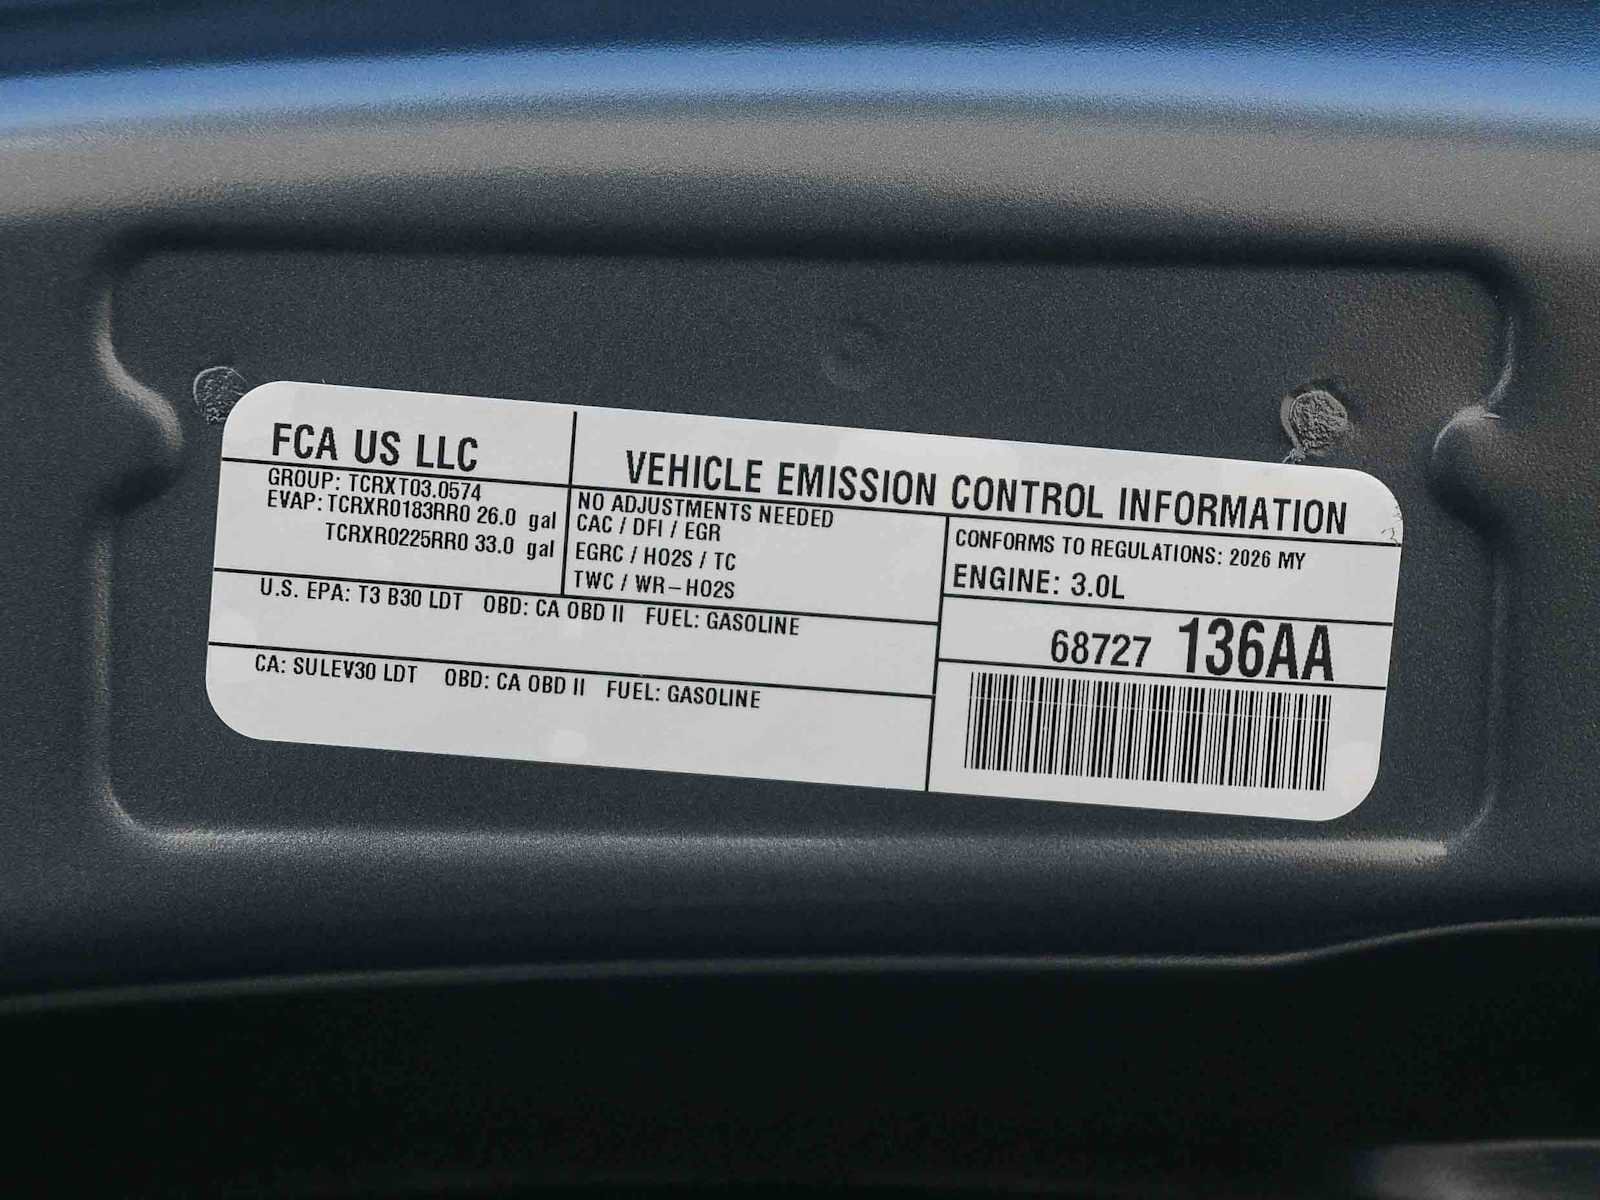 FCA US LLC
VEHICLE EMISSION CONTROL INFORMATION
GROUP: TCRXT03.0574
EVAP: TCRXR0183RR0 26.0 gal
TCRXR0225RR0 33.0 gal
NO ADJUSTMENTS NEEDED
CAC / DFI / EGR
EGRC / HO2S / TC
TWC / WR-HO2S
CONFORMS TO REGULATIONS: 2026 MY
ENGINE: 3.0L
U.S. EPA: T3 B30 LDT OBD: CA OBD II FUEL: GASOLINE
CA: SULEV30 LDT OBD: CA OBD II FUEL: GASOLINE
68727 136AA